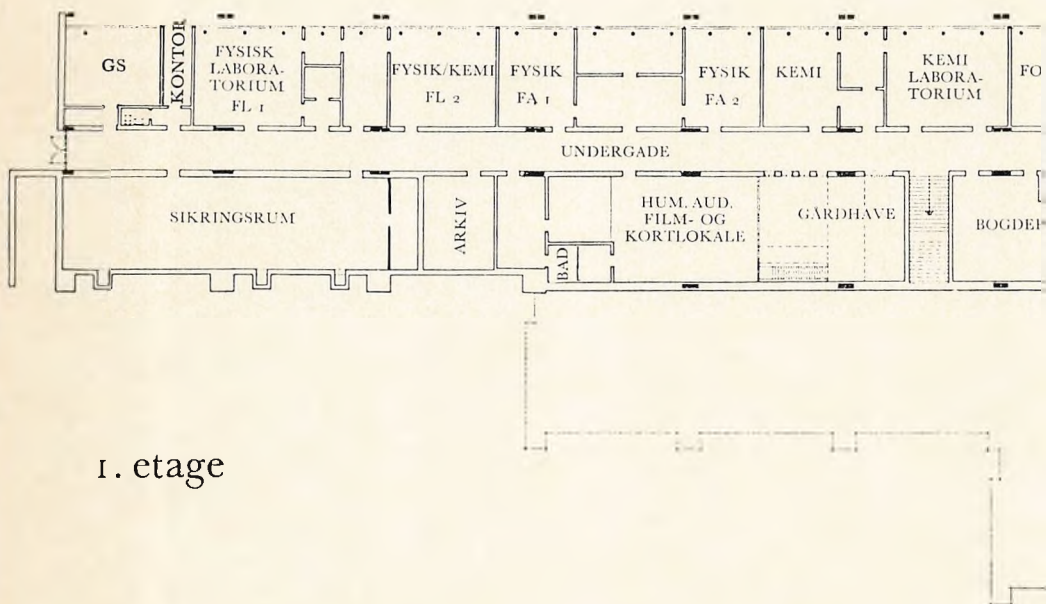 GS
KONTOR
FYSISK
LABORA-
TORIUM
FL 1
FYSIK/KEMI
FL 2
FYSIK
FA 1
FYSIK
FA 2
KEMI
KEMI
LABORA-
TORIUM
FO
UNDERGADE
SIKRINGSRUM
ARKIV
BAD
HUM. AUD.
FILM- OG
KORTLOKALE
GÅRDHAVE
BOGDEP
1. etage